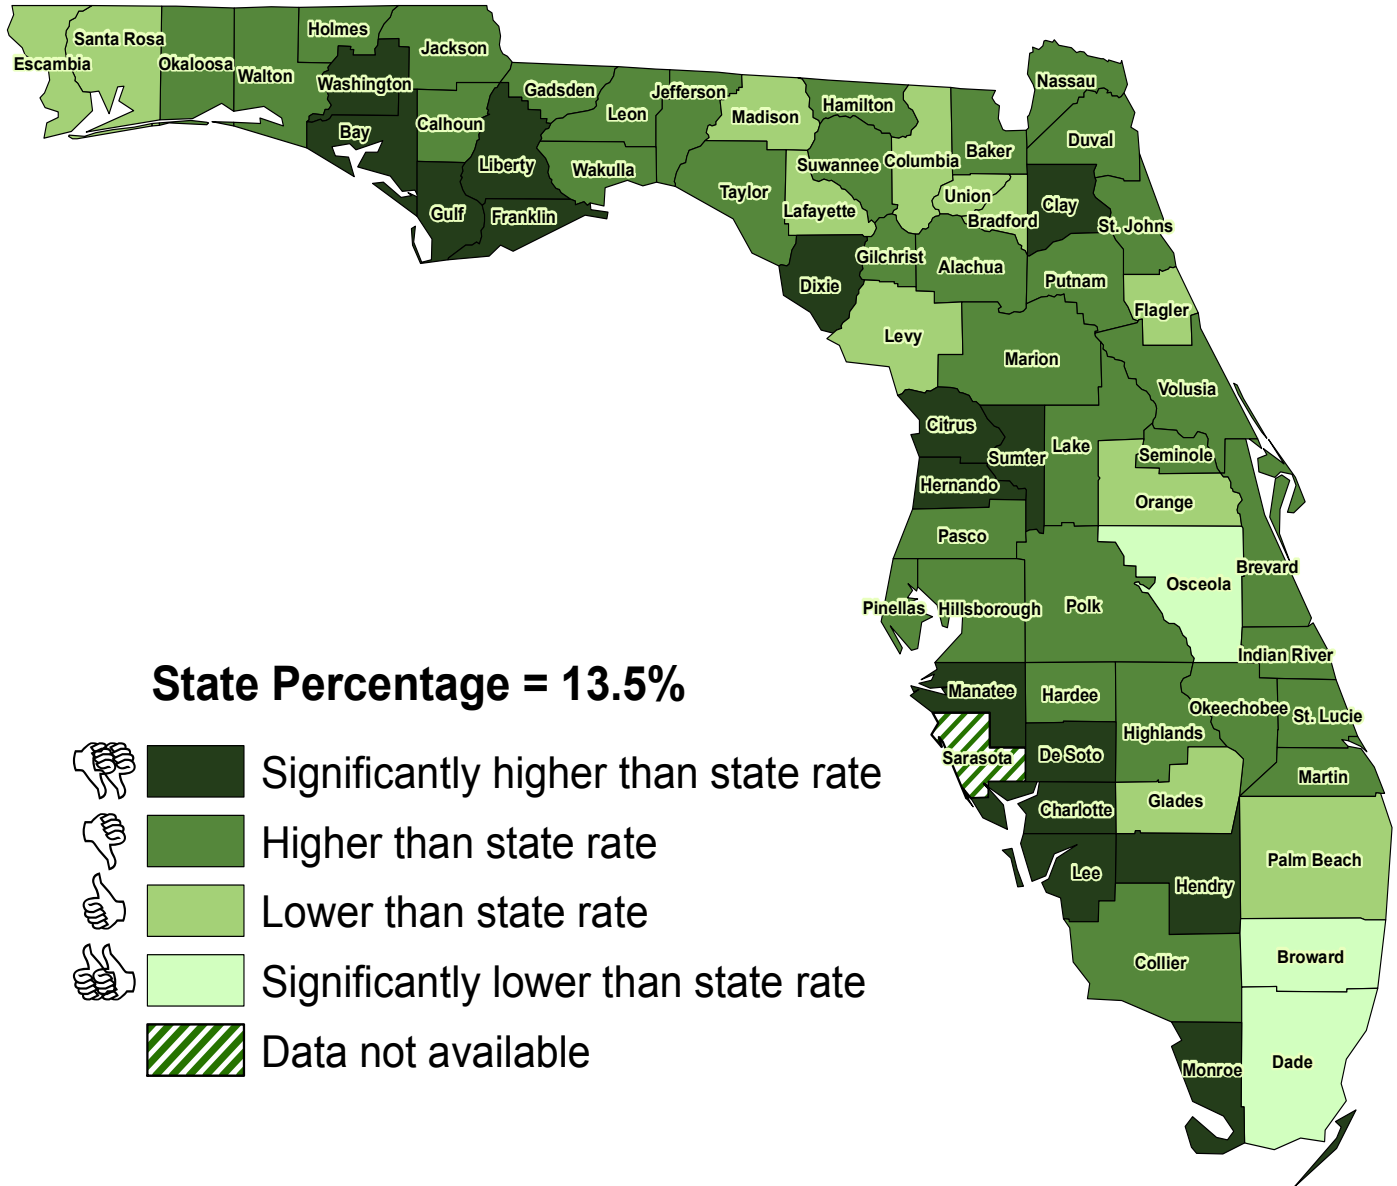 Holmes
Santa Rosa
Jackson
Escambia
Okaloosa
Walton
Washington
Gadsden
Jefferson
Nassau
Leon
Madison
Hamilton
Bay
Calhoun
Duval
Liberty
Wakulla
Suwannee
Columbia
Baker
Taylor
Union
Clay
Gulf
Franklin
Lafayette
Bradford
St. Johns
Gilchrist
Alachua
Dixie
Putnam
Flagler
Levy
Marion
Volusia
Citrus
Lake
Sumter
Seminole
Hernando
Orange
Pasco
Brevard
Osceola
Pinellas
Hillsborough
Polk
Indian River
State Percentage = 13.5%
Manatee
Hardee
Okeechobee
St. Lucie
Highlands
Sarasota
De Soto
Significantly higher than state rate
Martin
Charlotte
Glades
Higher than state rate
Palm Beach
Lee
Hendry
Lower than state rate
Collier
Broward
Significantly lower than state rate
Data not available
Monroe
Dade